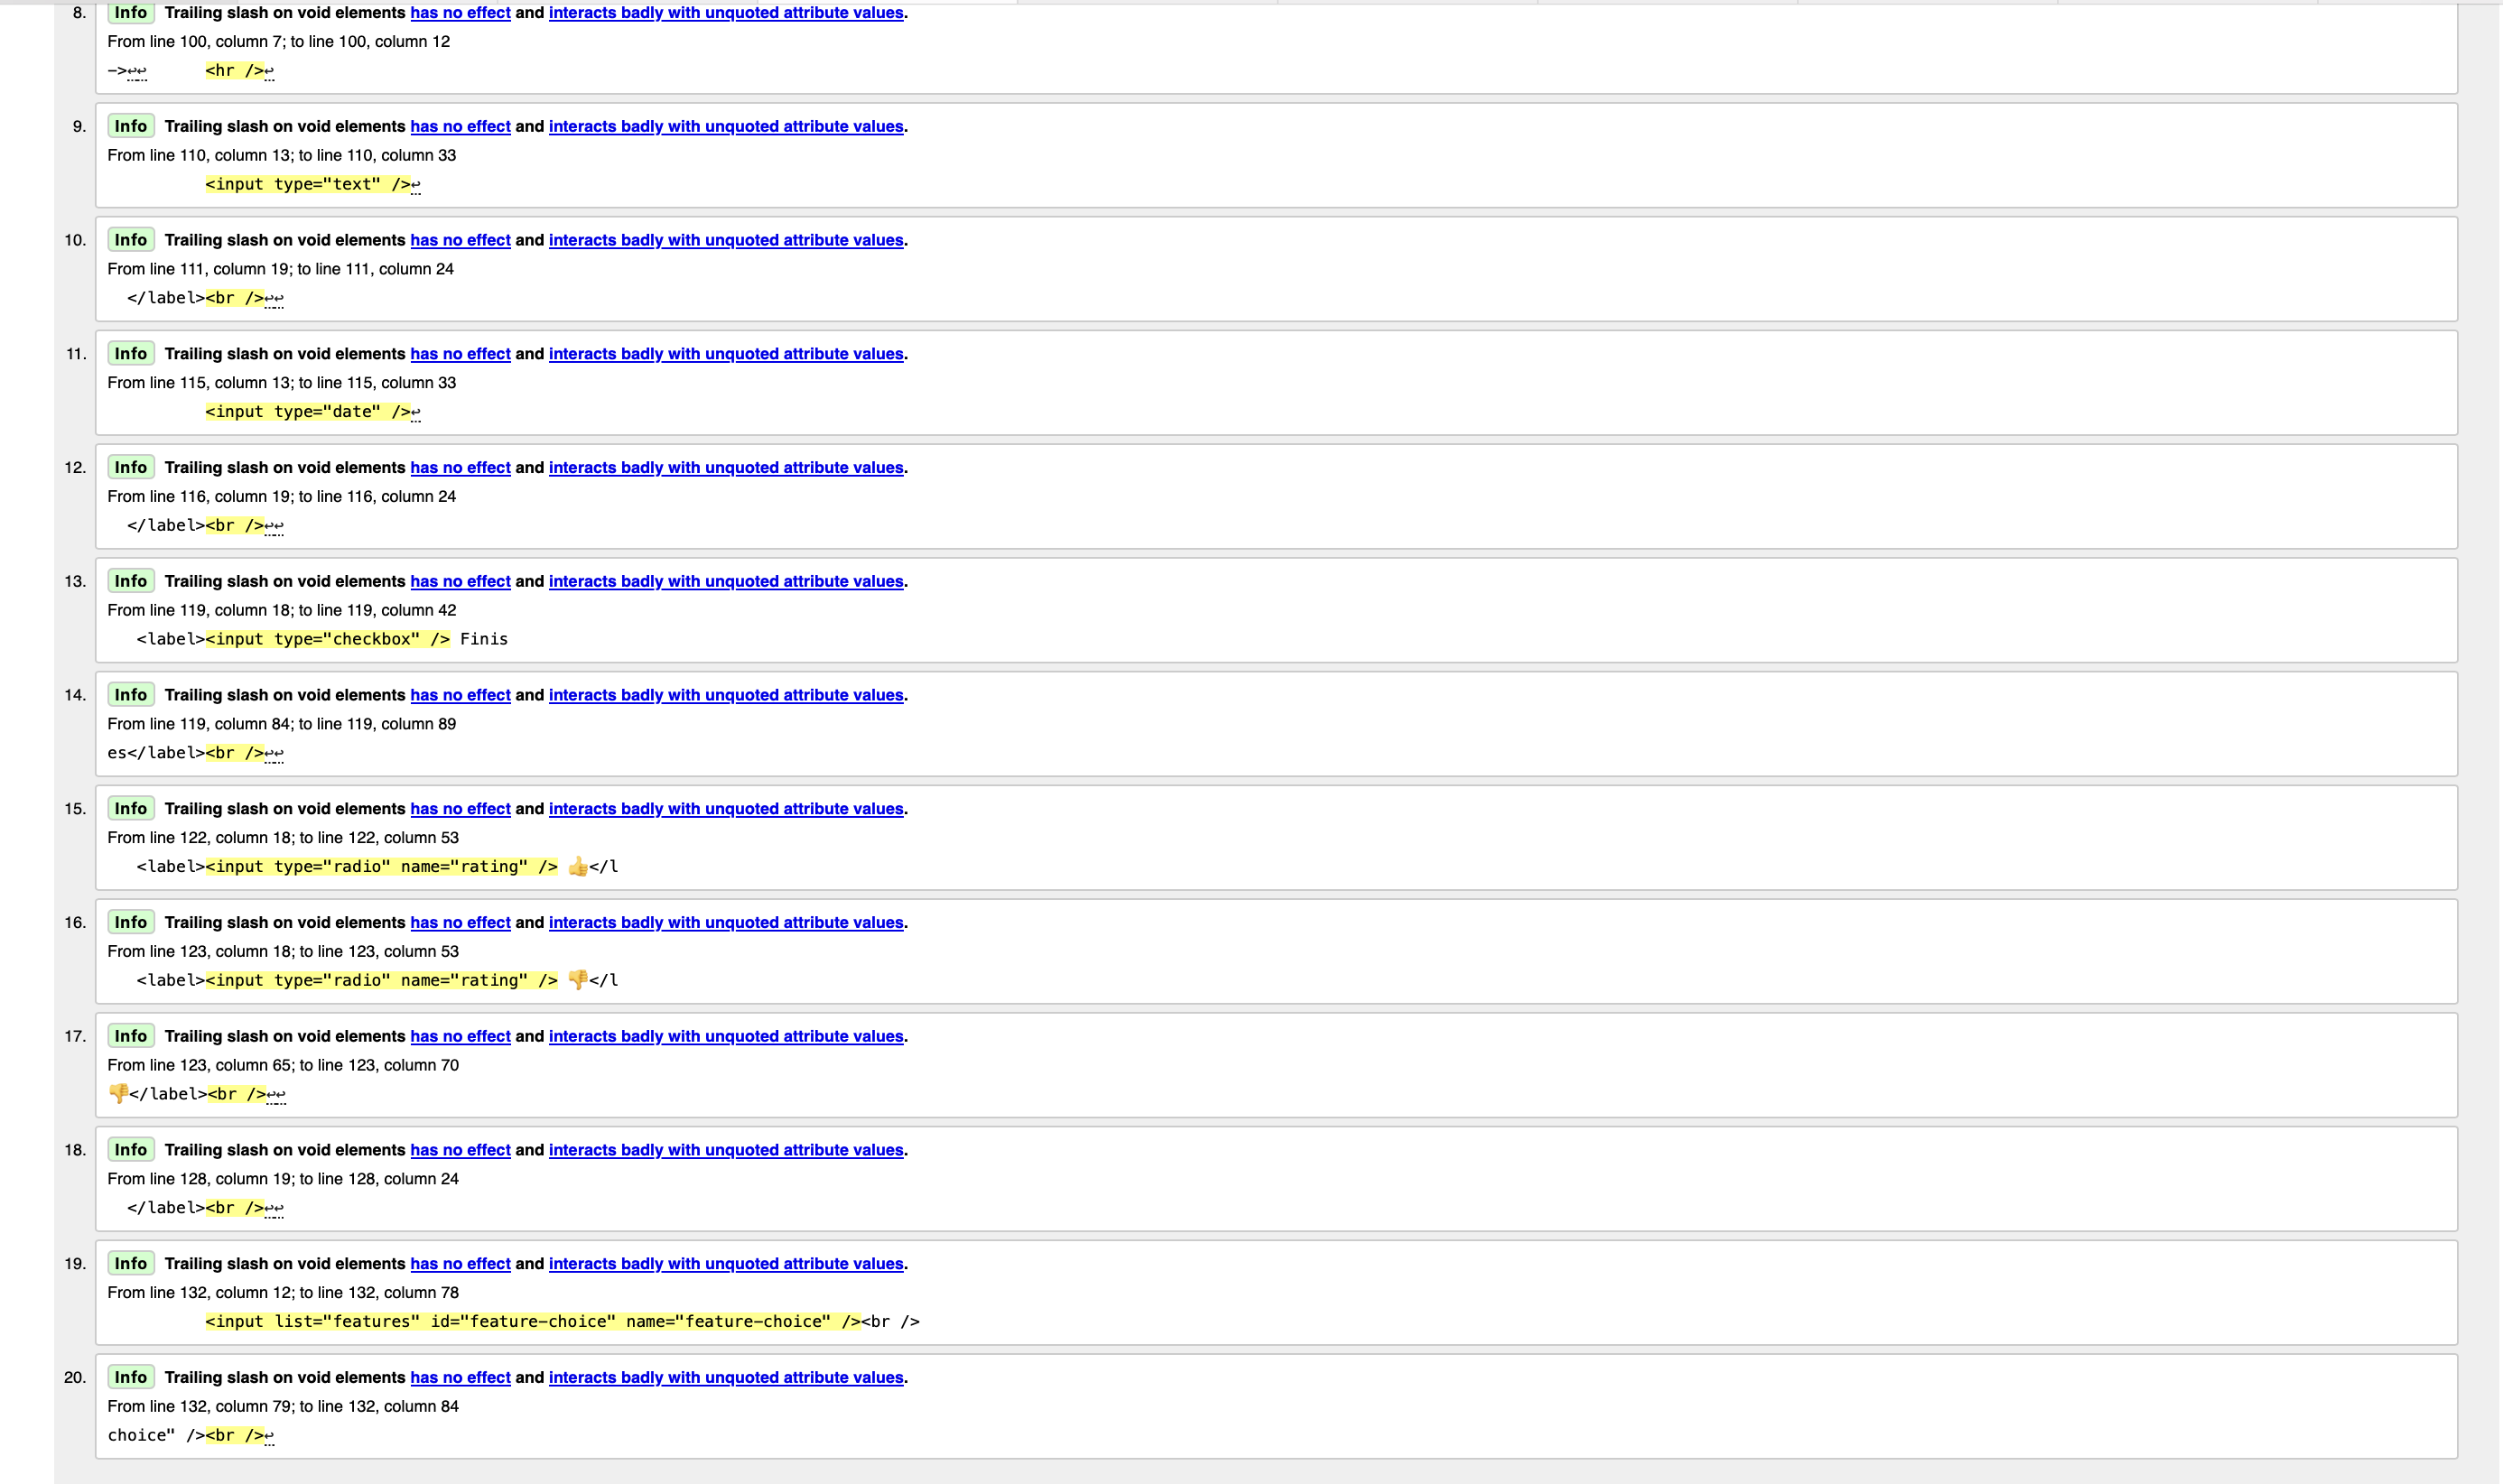 8. Info Trailing slash on void elements has no effect and interacts badly with unquoted attribute values.
From line 100, column 7; to line 100, column 12
–>↩↩      <hr />↩
9. Info Trailing slash on void elements has no effect and interacts badly with unquoted attribute values.
From line 110, column 13; to line 110, column 33
<input type="text" />↩
10. Info Trailing slash on void elements has no effect and interacts badly with unquoted attribute values.
From line 111, column 19; to line 111, column 24
</label><br />↩↩
11. Info Trailing slash on void elements has no effect and interacts badly with unquoted attribute values.
From line 115, column 13; to line 115, column 33
<input type="date" />↩
12. Info Trailing slash on void elements has no effect and interacts badly with unquoted attribute values.
From line 116, column 19; to line 116, column 24
</label><br />↩↩
13. Info Trailing slash on void elements has no effect and interacts badly with unquoted attribute values.
From line 119, column 18; to line 119, column 42
<label><input type="checkbox" /> Finis
14. Info Trailing slash on void elements has no effect and interacts badly with unquoted attribute values.
From line 119, column 84; to line 119, column 89
es</label><br />↩↩
15. Info Trailing slash on void elements has no effect and interacts badly with unquoted attribute values.
From line 122, column 18; to line 122, column 53
<label><input type="radio" name="rating" /> 👍</l
16. Info Trailing slash on void elements has no effect and interacts badly with unquoted attribute values.
From line 123, column 18; to line 123, column 53
<label><input type="radio" name="rating" /> 👎</l
17. Info Trailing slash on void elements has no effect and interacts badly with unquoted attribute values.
From line 123, column 65; to line 123, column 70
👎</label><br />↩↩
18. Info Trailing slash on void elements has no effect and interacts badly with unquoted attribute values.
From line 128, column 19; to line 128, column 24
</label><br />↩↩
19. Info Trailing slash on void elements has no effect and interacts badly with unquoted attribute values.
From line 132, column 12; to line 132, column 78
<input list="features" id="feature-choice" name="feature-choice" /><br />
20. Info Trailing slash on void elements has no effect and interacts badly with unquoted attribute values.
From line 132, column 79; to line 132, column 84
choice" /><br />↩